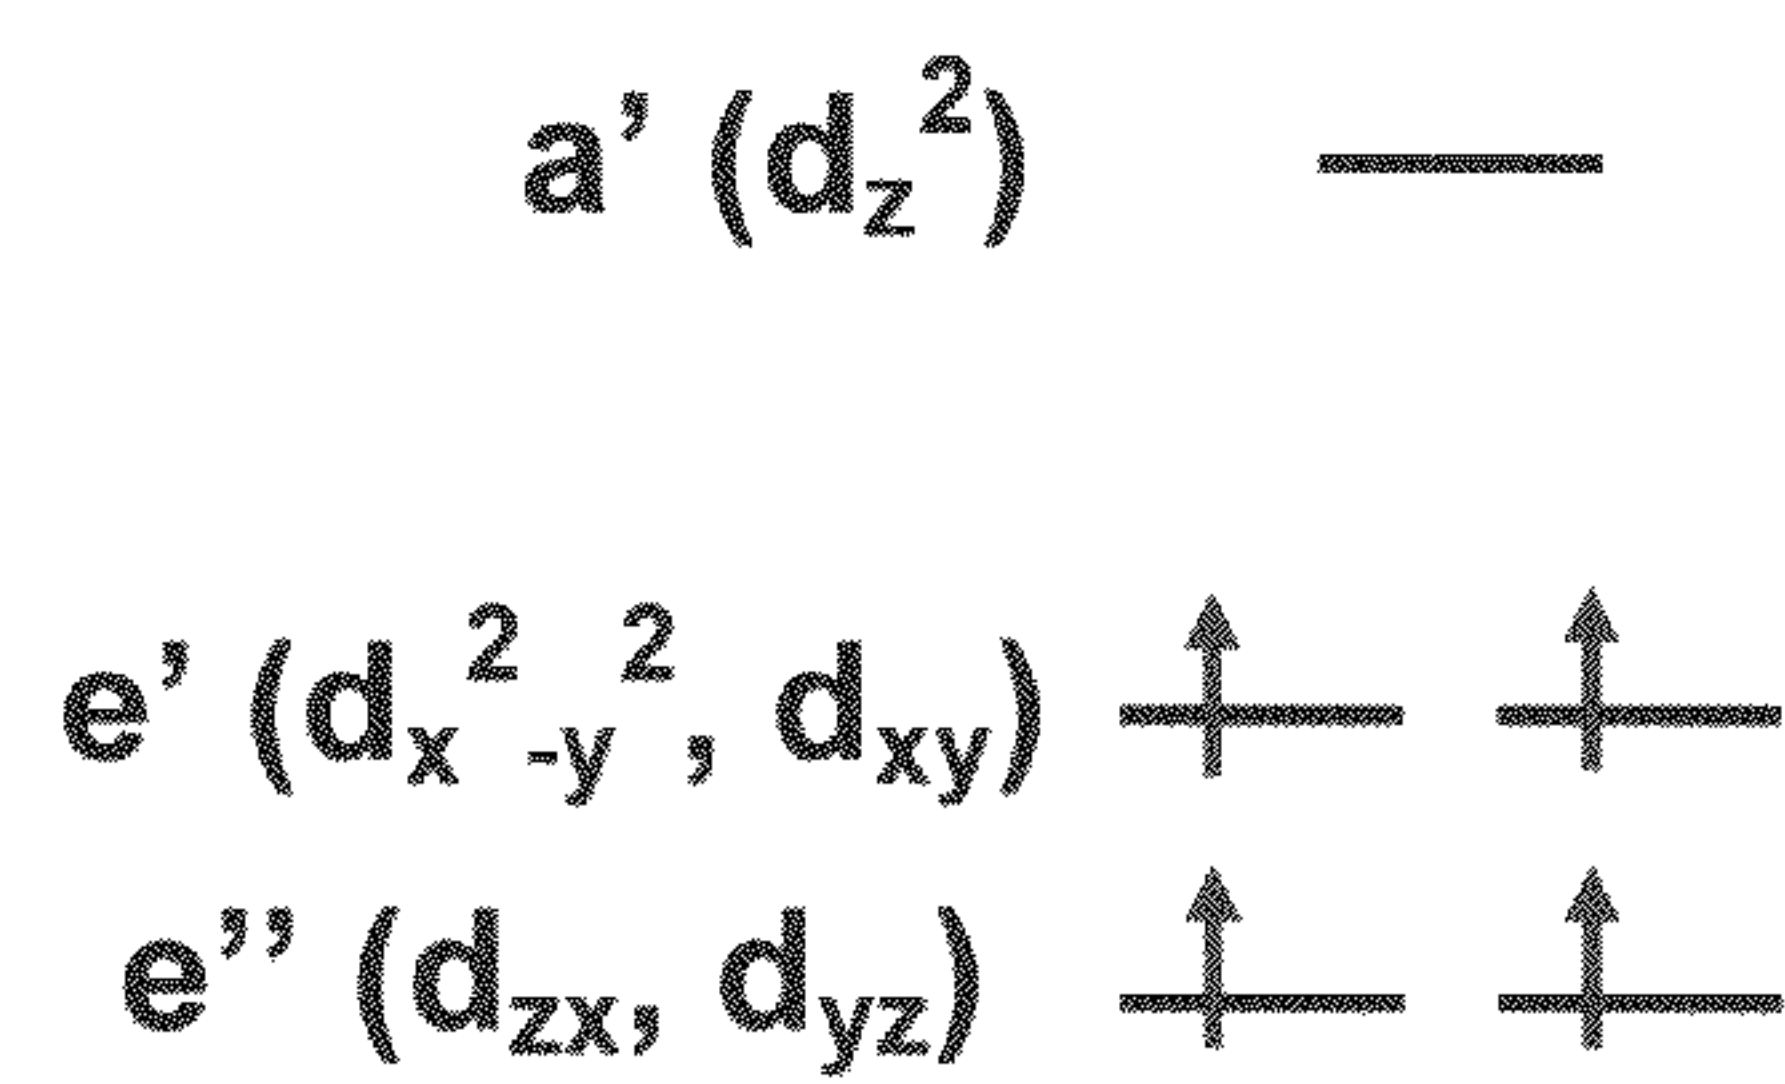 a’ (dz²)
e’ (dx²-y², dxy)
e’’ (dzx, dyz)